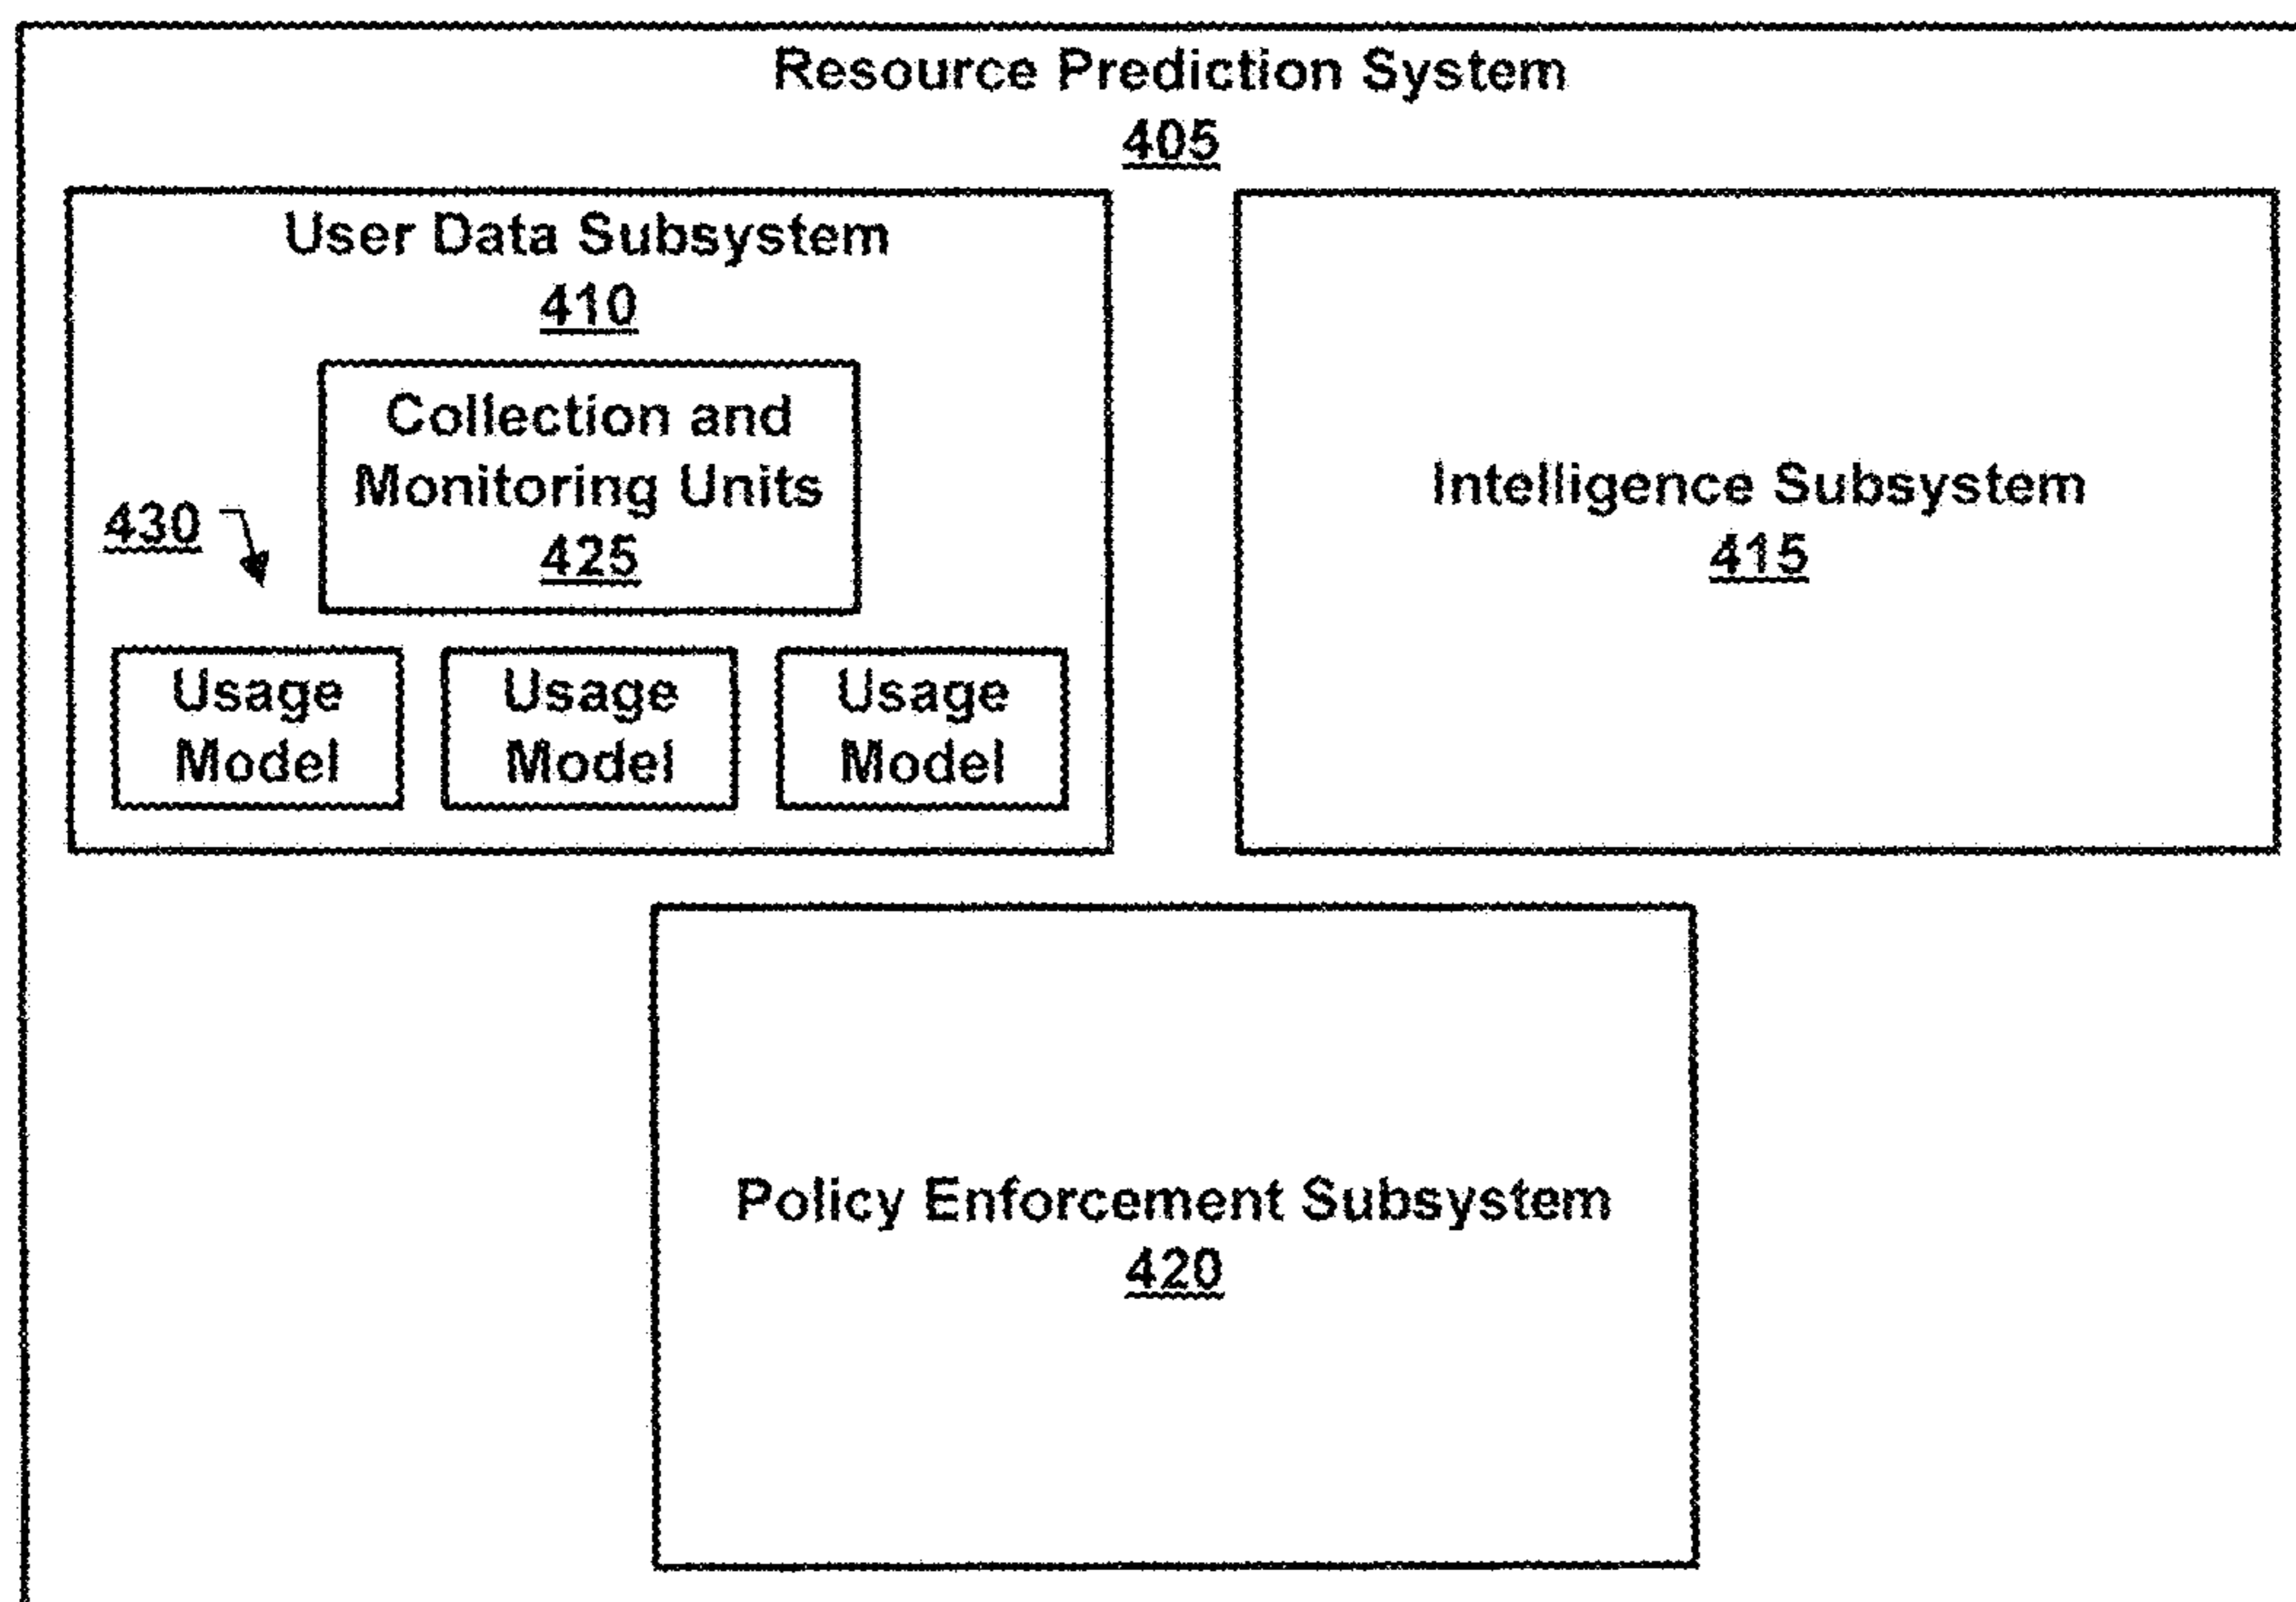 Resource Prediction System
405
User Data Subsystem
410
Collection and
Monitoring Units
425
430
Usage
Model
Usage
Model
Usage
Model
Intelligence Subsystem
415
Policy Enforcement Subsystem
420